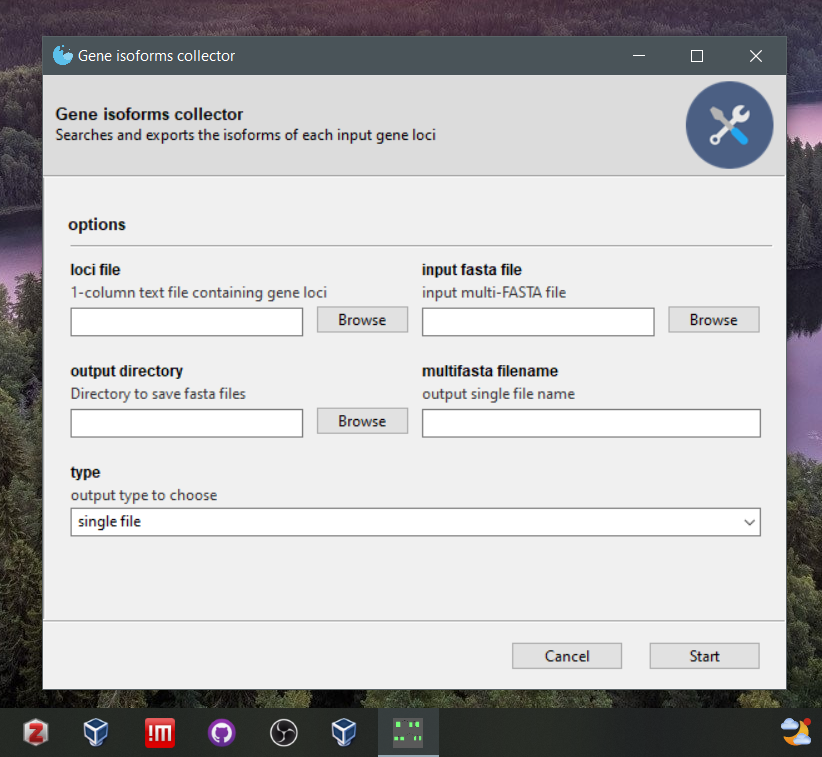 Gene isoforms collector
Gene isoforms collector
Searches and exports the isoforms of each input gene loci
options
loci file
1-column text file containing gene loci
Browse
input fasta file
input multi-FASTA file
Browse
output directory
Directory to save fasta files
Browse
multifasta filename
output single file name
type
output type to choose
single file
Cancel
Start
Z
!M